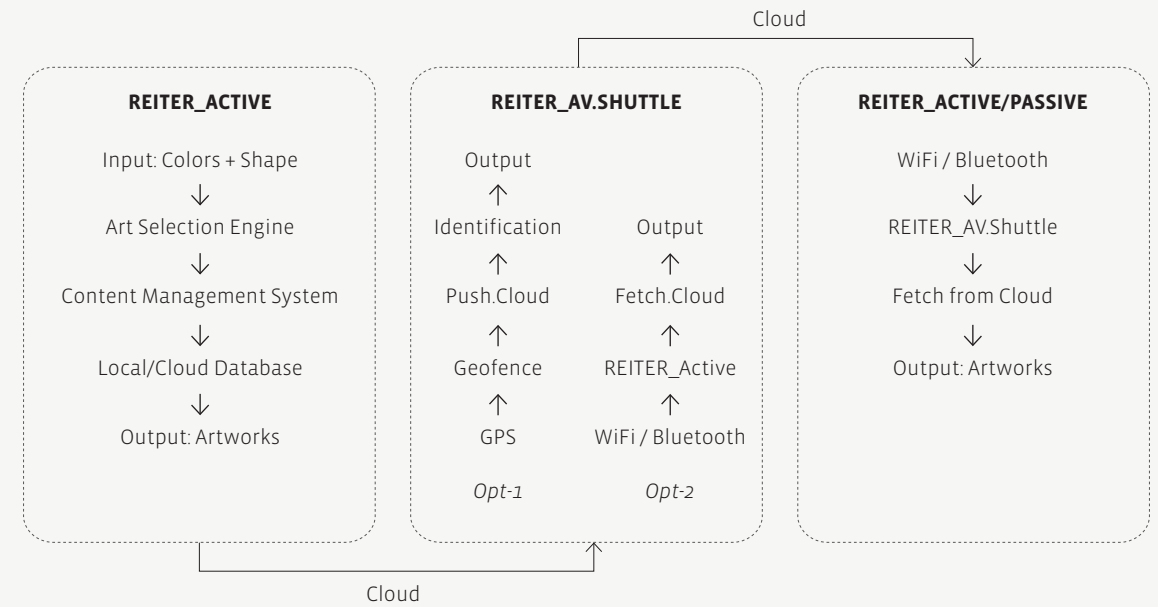 Cloud
REITER_ACTIVE
Input: Colors + Shape
Art Selection Engine
Content Management System
Local/Cloud Database
Output: Artworks
REITER_AV.SHUTTLE
Output
Identification
Push.Cloud
Geofence
GPS
Opt-1
Output
Fetch.Cloud
REITER_Active
WiFi / Bluetooth
Opt-2
REITER_ACTIVE/PASSIVE
WiFi / Bluetooth
REITER_AV.Shuttle
Fetch from Cloud
Output: Artworks
Cloud